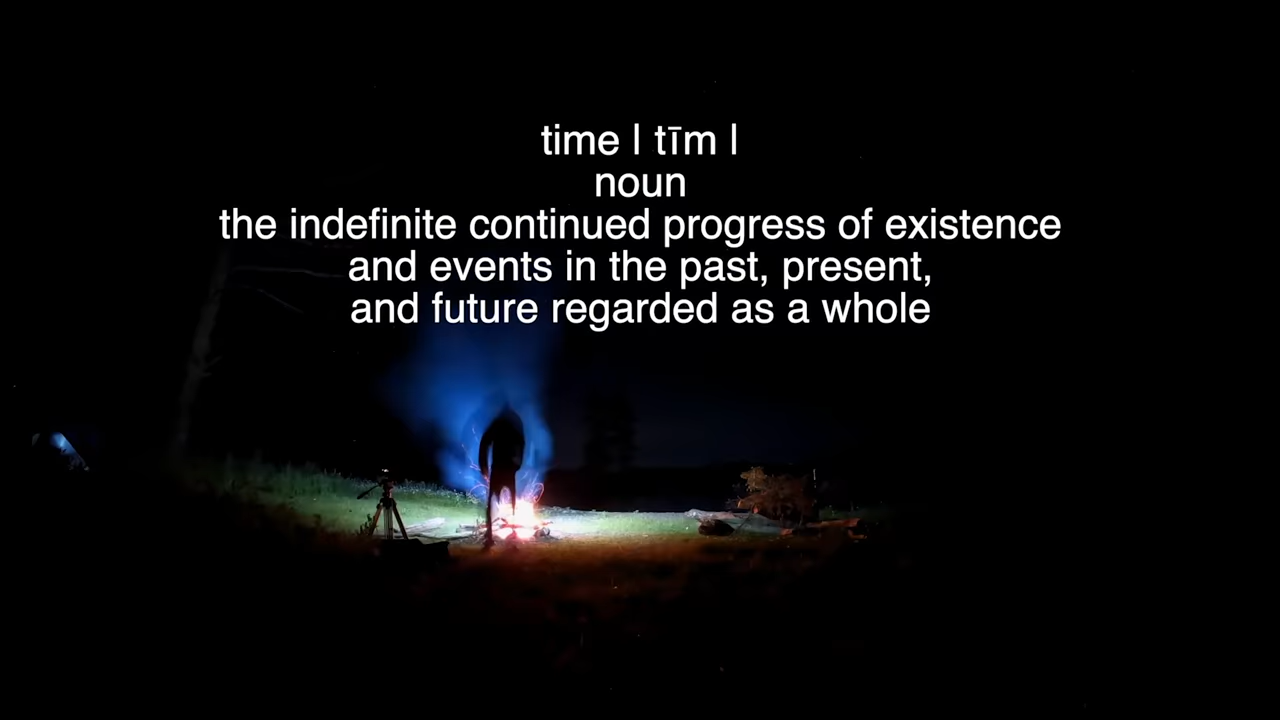 time | tīm |
noun
the indefinite continued progress of existence
and events in the past, present,
and future regarded as a whole